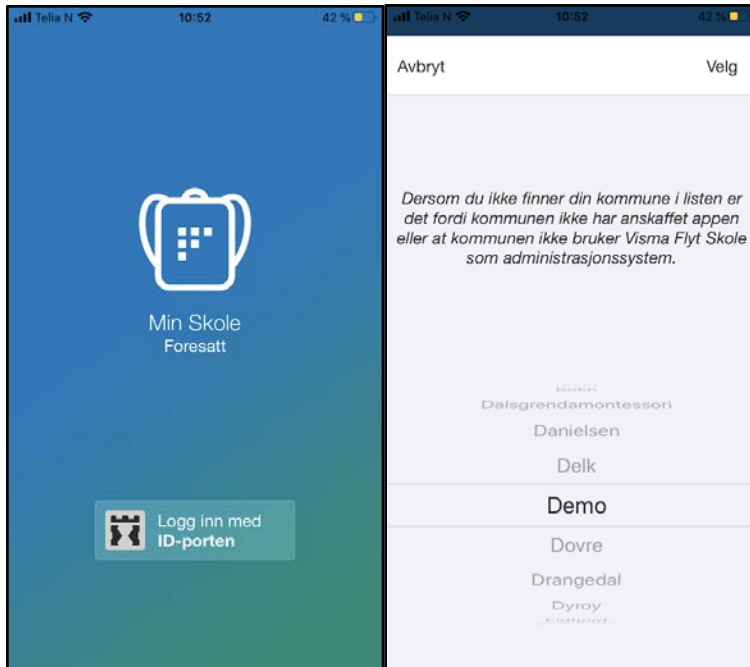 Telia N
10:52
42 %
Min Skole
Foresatt
Logg inn med
ID-porten
Telia N
10:52
42 %
Avbryt
Velg
Dersom du ikke finner din kommune i listen er
det fordi kommunen ikke har anskaffet appen
eller at kommunen ikke bruker Visma Flyt Skole
som administrasjonssystem.
Dalsgrendamontessori
Danielsen
Delk
Demo
Dovre
Drangedal
Dyroy